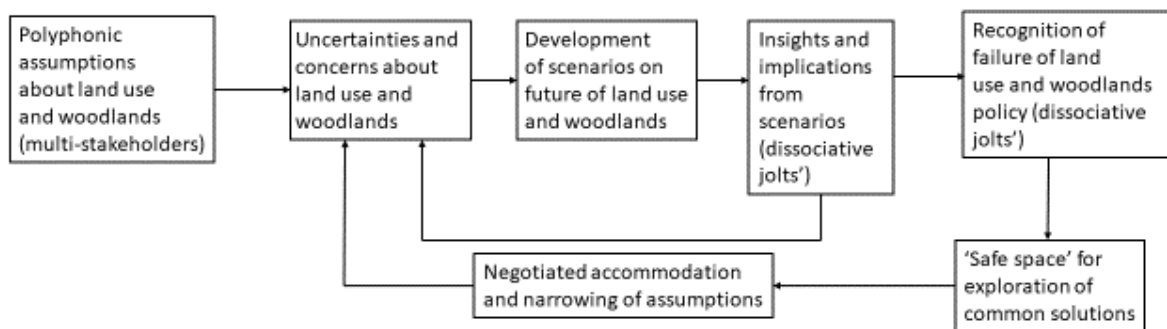 Polyphonic
assumptions
about land use
and woodlands
(multi-stakeholders)
Uncertainties and
concerns about
land use and
woodlands
Development
of scenarios on
future of land use
and woodlands
Insights and
implications
from
scenarios
(dissociative
jolts’)
Recognition of
failure of land
use and woodlands
policy (dissociative
jolts’)
‘Safe space’ for
exploration of
common solutions
Negotiated accommodation
and narrowing of assumptions